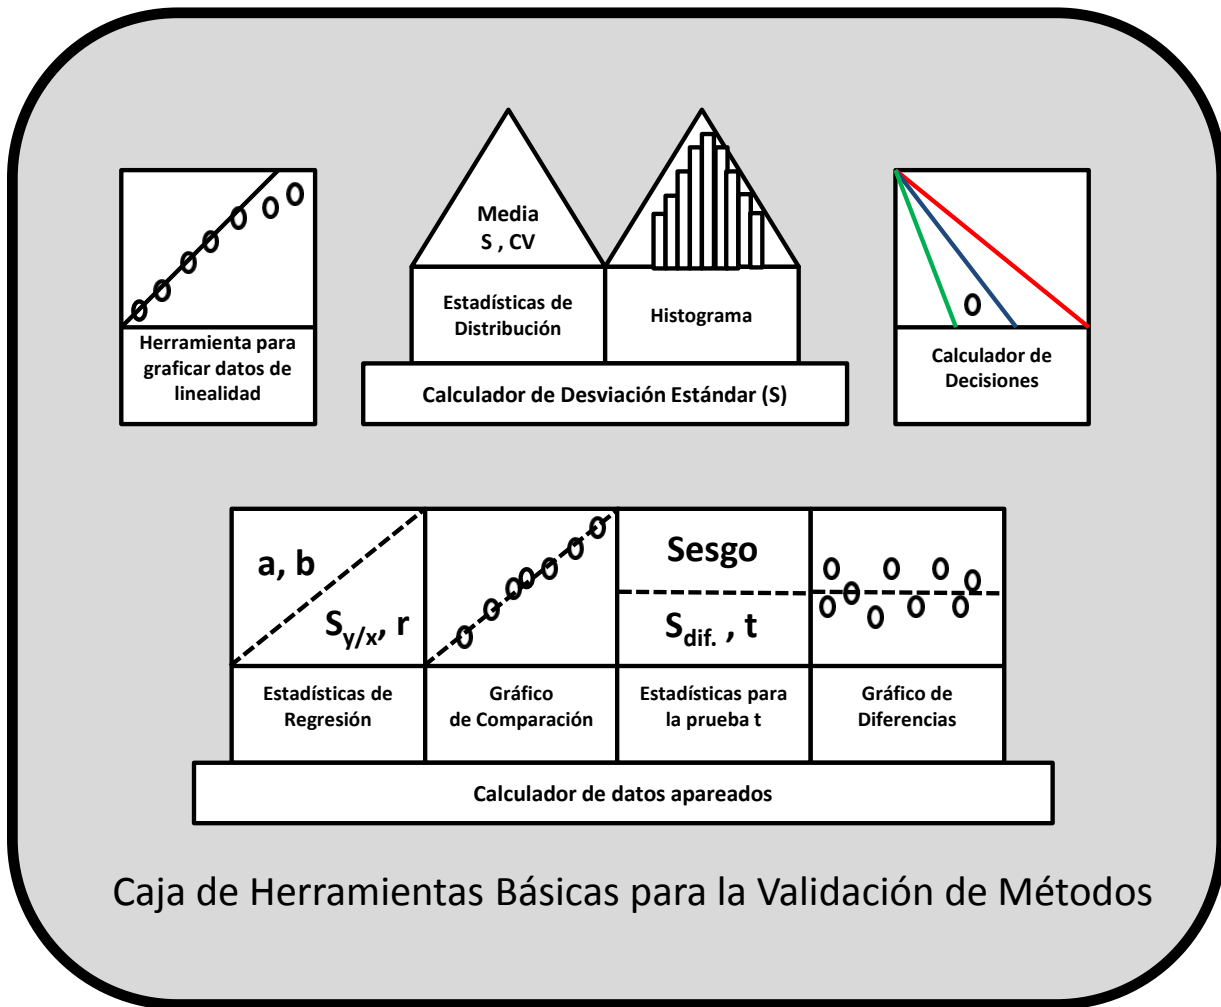 Herramienta para
graficar datos de
linealidad
Media
S , CV
Estadísticas de
Distribución
Histograma
Calculador de Desviación Estándar (S)
Calculador de
Decisiones
a, b
Sy/x, r
Estadísticas de
Regresión
Gráfico
de Comparación
Sesgo
Sdif. , t
Estadísticas para
la prueba t
Gráfico de
Diferencias
Calculador de datos apareados
Caja de Herramientas Básicas para la Validación de Métodos